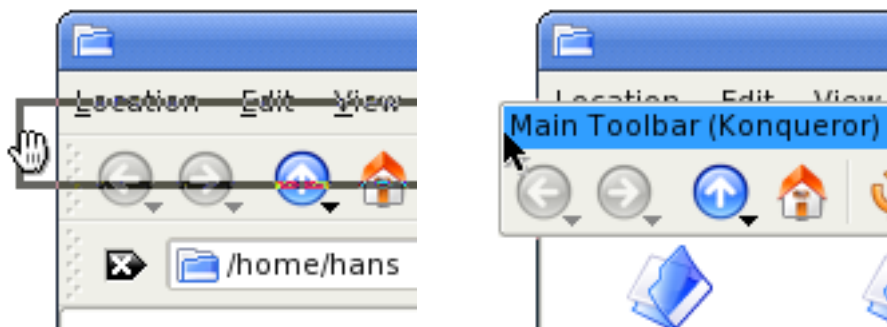 Location Edit View
/home/hans
Location Edit View
Main Toolbar (Konqueror)